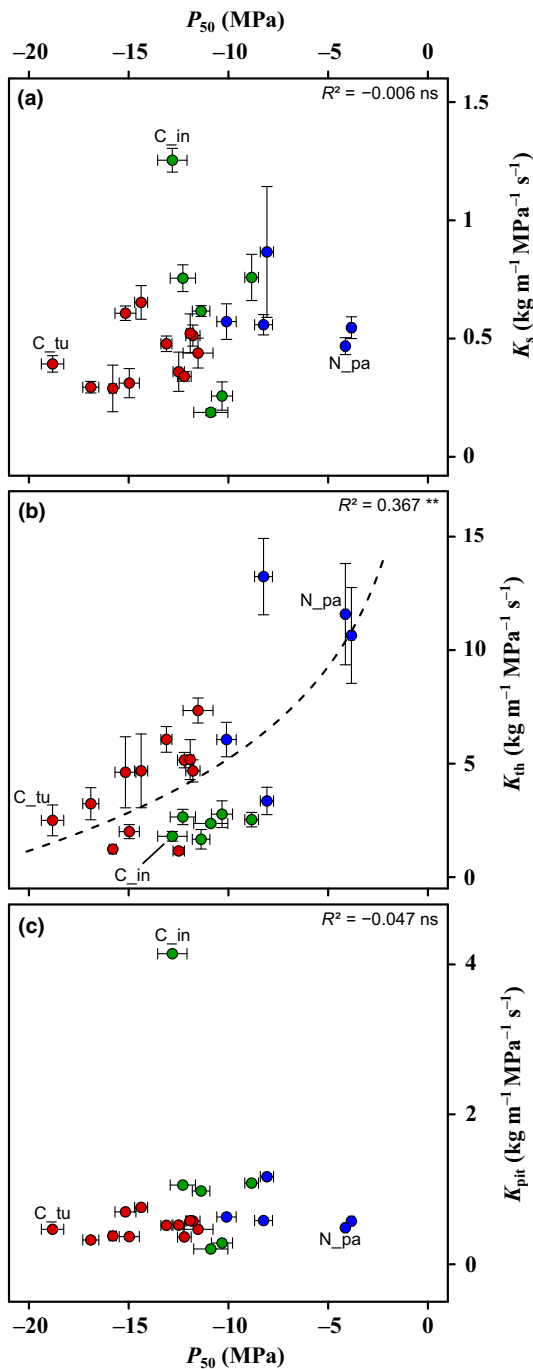 P50 (MPa)
–20 –15 –10 –5 0
(a)
R² = –0.006 ns
C_in
C_tu
N_pa
1.5
1
0.5
0
Ks (kg m–1 MPa–1 s–1)
(b)
R² = 0.367 **
N_pa
C_tu
C_in
15
10
5
0
Kth (kg m–1 MPa–1 s–1)
(c)
R² = –0.047 ns
C_in
C_tu
N_pa
4
2
0
Kpit (kg m–1 MPa–1 s–1)
–20 –15 –10 –5 0
P50 (MPa)